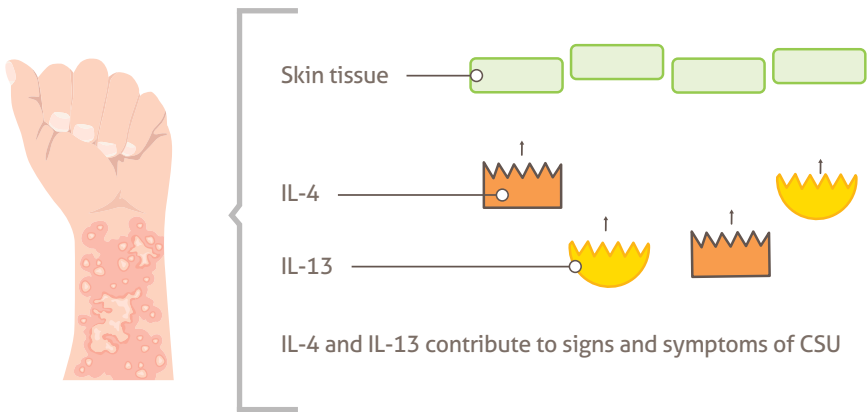 Skin tissue
IL-4
IL-13
IL-4 and IL-13 contribute to signs and symptoms of CSU